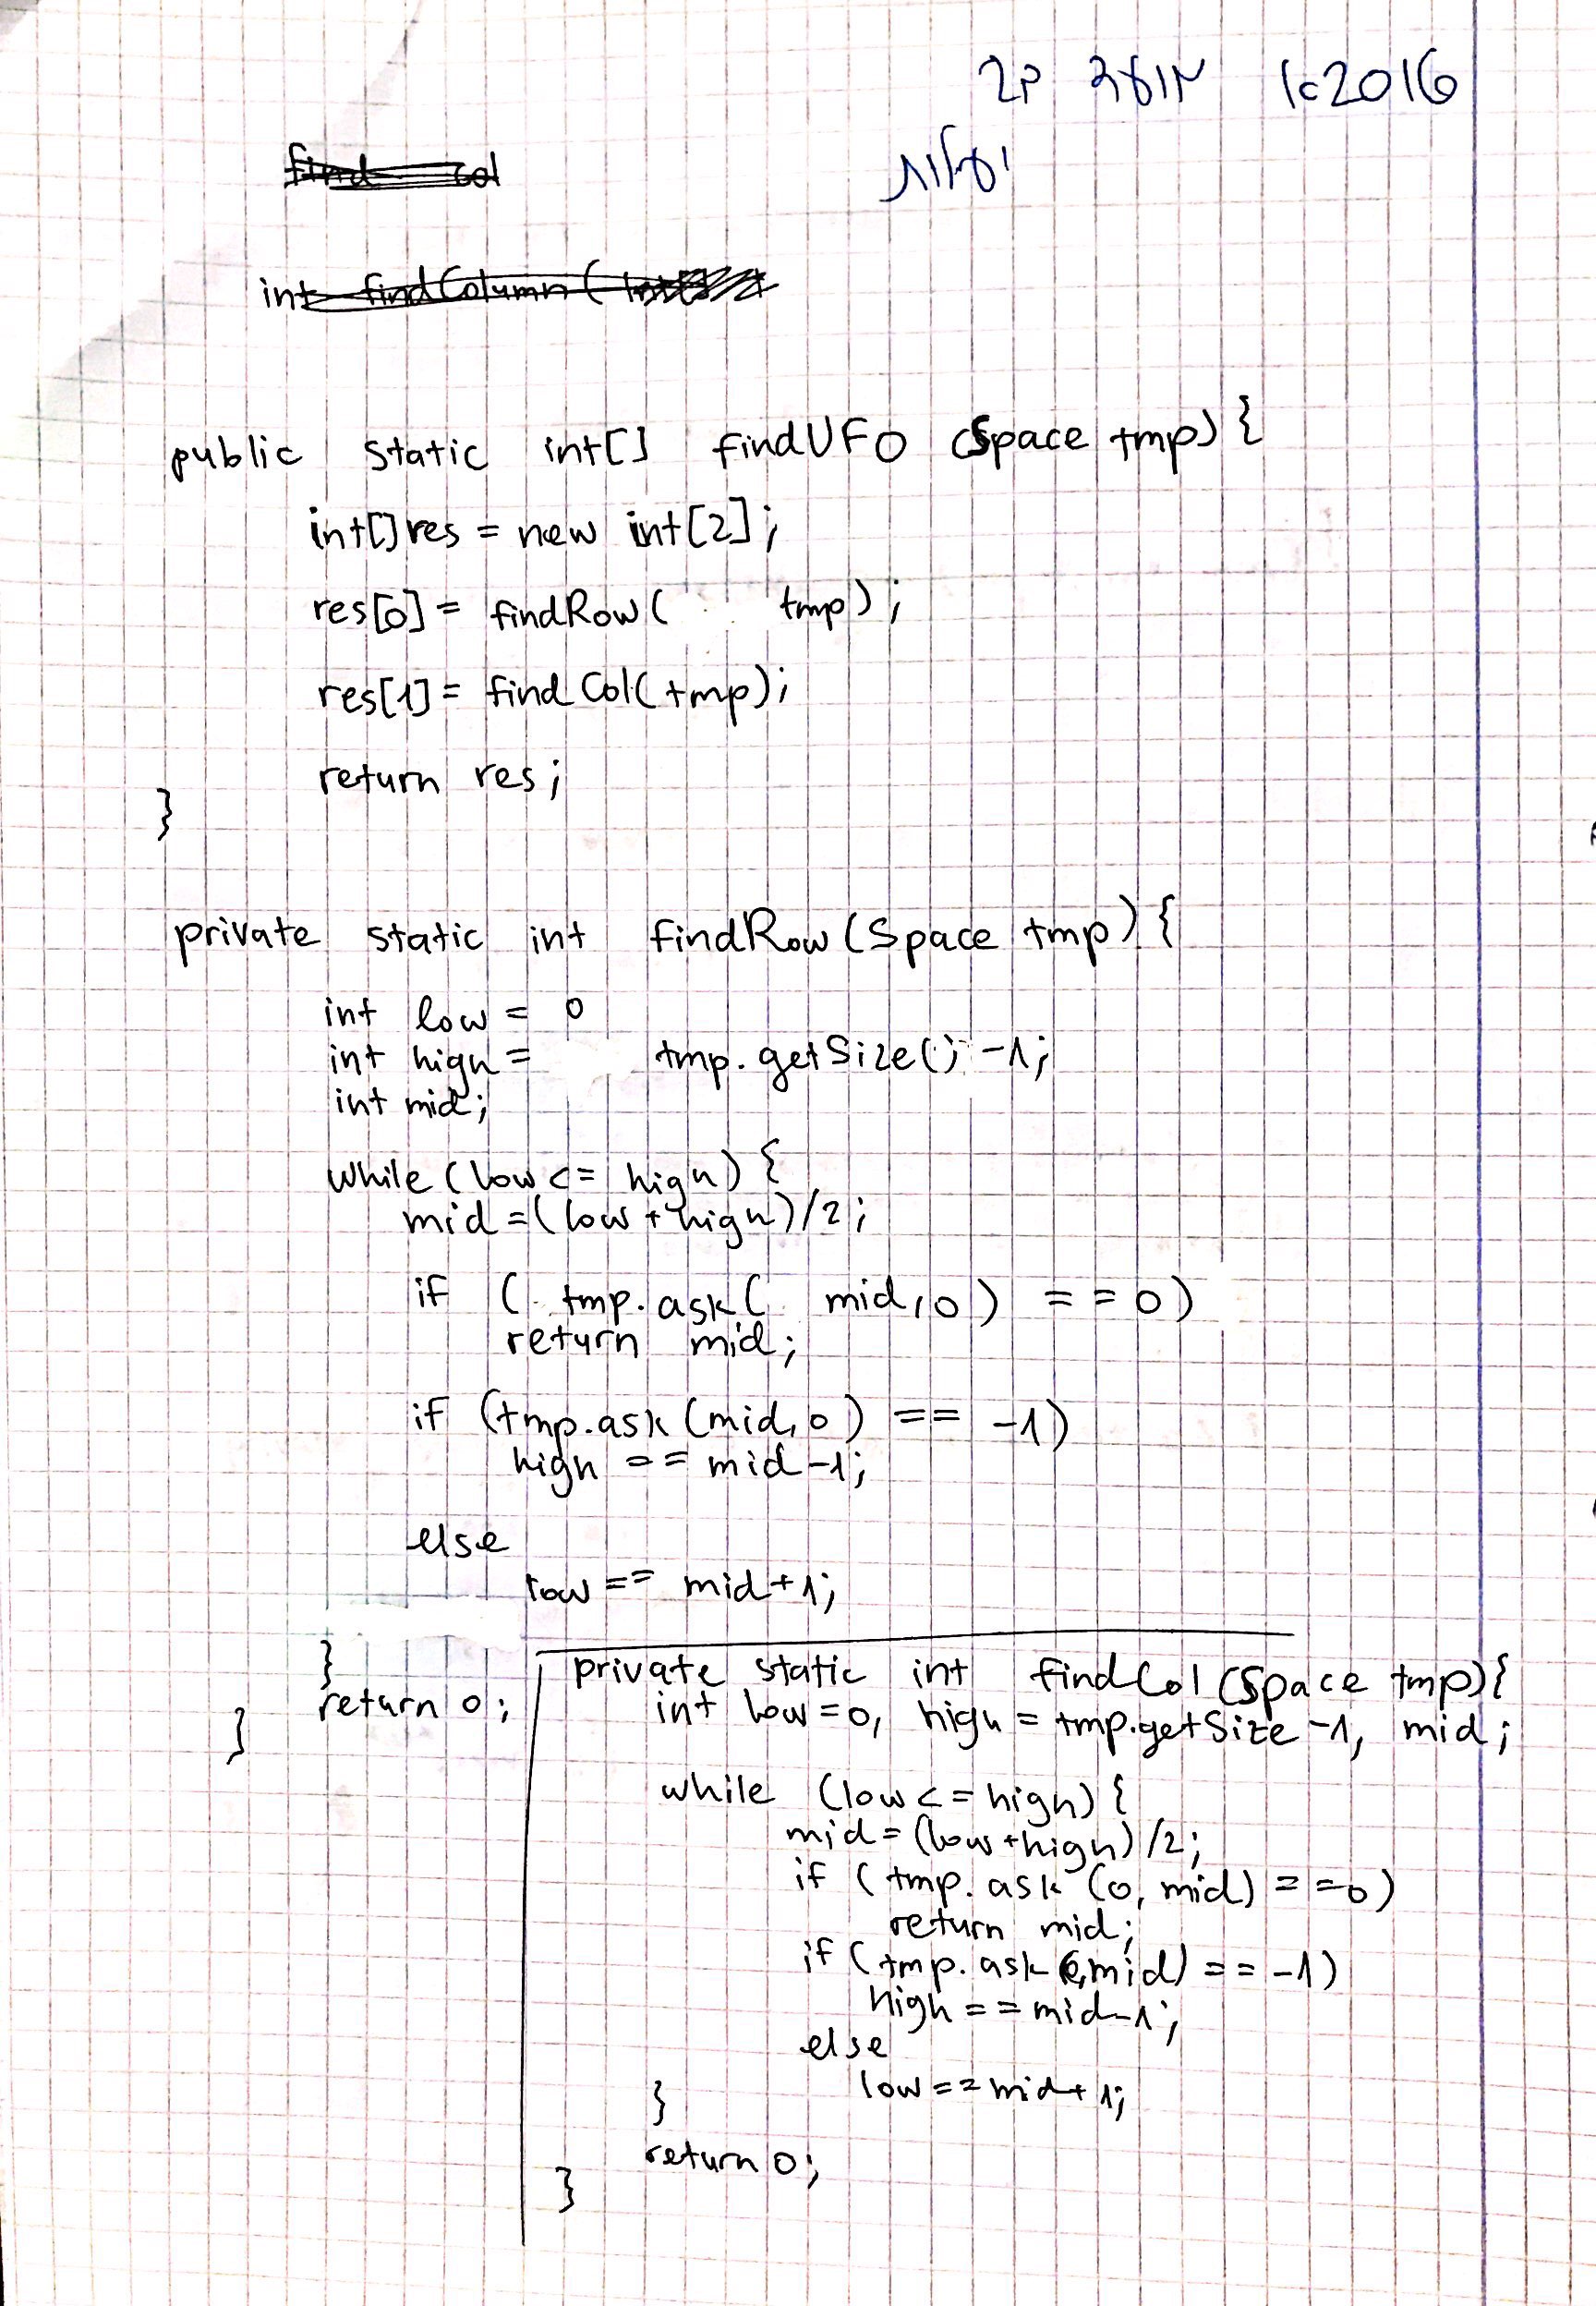 find col
2016א מועד
int findColumn(int
public static int[] findUFO (Space tmp) {
int[] res = new int[2];
res[0] = findRow( tmp);
res[1] = findCol(tmp);
return res;
}
private static int findRow (Space tmp) {
int low = 0
int high = tmp.getSize() -1;
int mid;
while (low <= high) {
mid = (low + high)/2;
if ( tmp.ask( mid,0) == 0)
return mid;
if (tmp.ask (mid,0) == -1)
high == mid-1;
else
low == mid+1;
}
return 0;
}
private static int findCol (Space tmp){
int low=0, high = tmp.getSize -1, mid;
while (low <= high) {
mid = (low+high)/2;
if (tmp.ask (0, mid) == 0)
return mid;
if (tmp.ask (0,mid) == -1)
high == mid-1;
else
low == mid+1;
}
return 0;
}